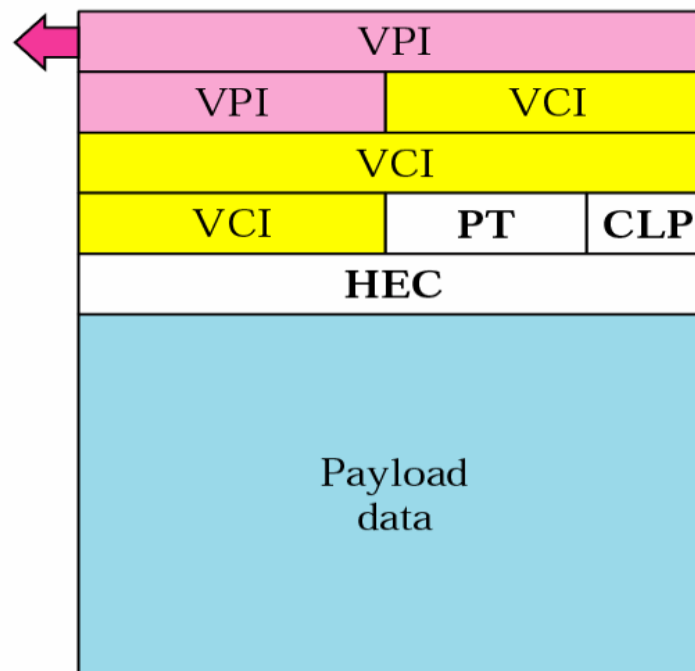 VPI
VPI VCI
VCI
VCI PT CLP
HEC
Payload
data